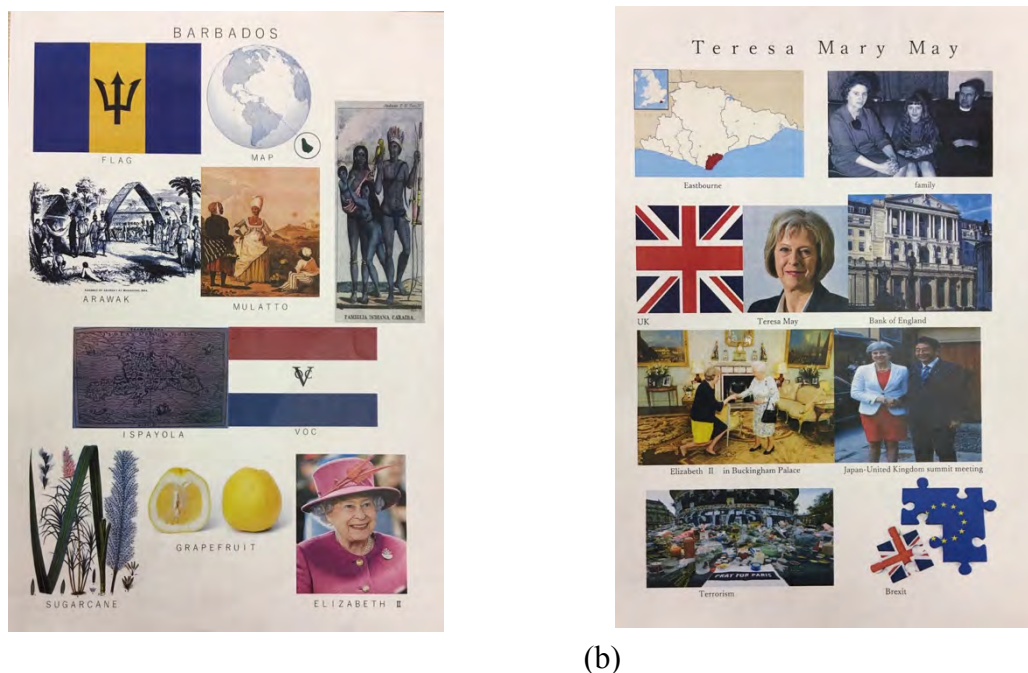 BARBADOS
FLAG
MAP
ARAWAK
MULATTO
FAMILIA INDIANA CARAIBA.
ISPAYOLA
VOC
VOC
SUGARCANE
GRAPEFRUIT
ELIZABETH Ⅱ
Teresa Mary May
Eastbourne
family
UK
Teresa May
Bank of England
Elizabeth Ⅱ in Buckingham Palace
Japan-United Kingdom summit meeting
PRAY FOR PARIS
Terrorism
Brexit
(b)